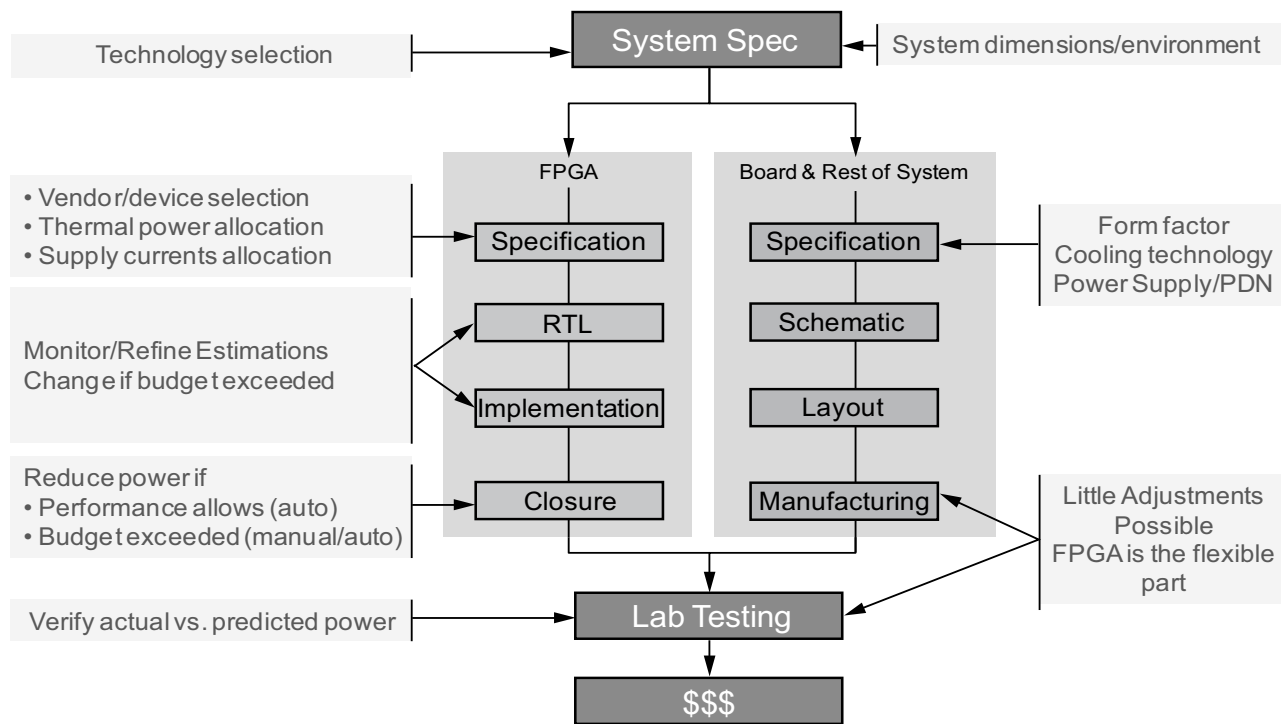 System Spec
Technology selection
System dimensions/environment
FPGA
Board & Rest of System
• Vendor/device selection
• Thermal power allocation
• Supply currents allocation
Specification
Specification
Form factor
Cooling technology
Power Supply/PDN
RTL
Schematic
Monitor/Refine Estimations
Change if budget exceeded
Implementation
Layout
Reduce power if
• Performance allows (auto)
• Budget exceeded (manual/auto)
Closure
Manufacturing
Little Adjustments
Possible
FPGA is the flexible
part
Verify actual vs. predicted power
Lab Testing
$$$